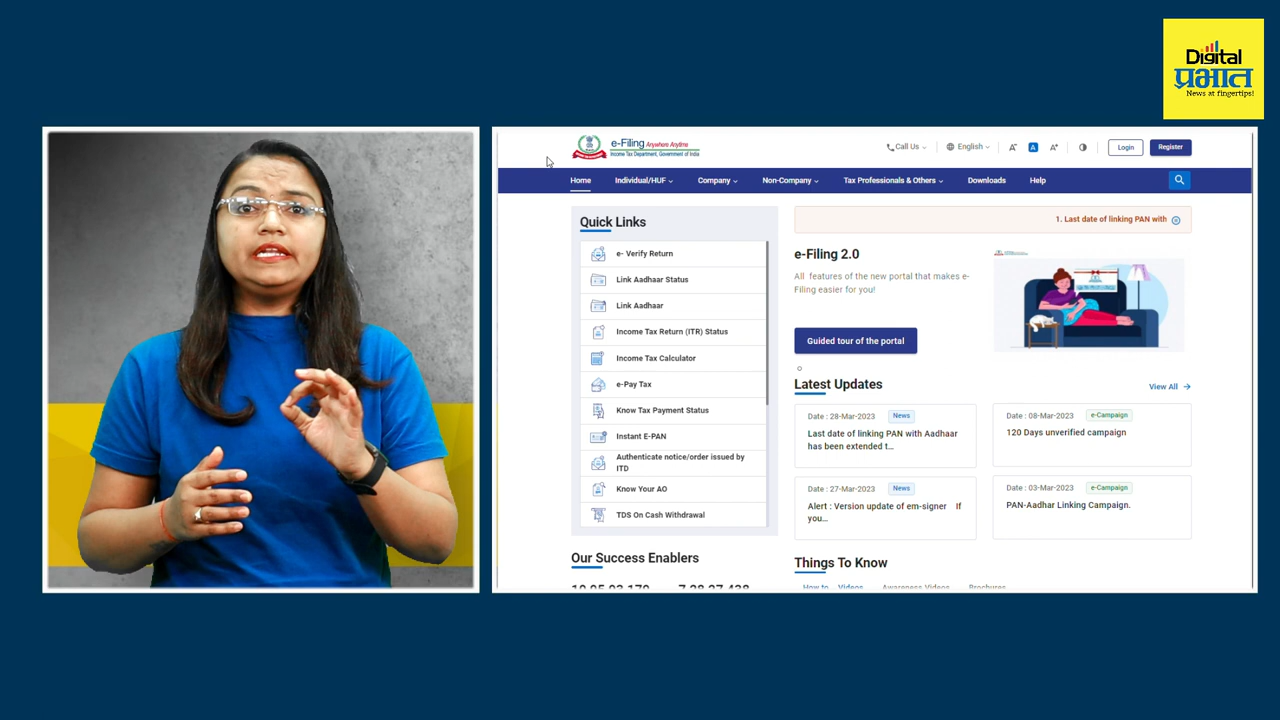 Digital
प्रभात
News at fingertips!
e-Filing Anywhere Anytime
Income Tax Department, Government of India
Call Us
English
A
A
A
Login
Register
Home
Individual/HUF
Company
Non-Company
Tax Professionals & Others
Downloads
Help
Quick Links
e- Verify Return
Link Aadhaar Status
Link Aadhaar
Income Tax Return (ITR) Status
Income Tax Calculator
e-Pay Tax
Know Tax Payment Status
Instant E-PAN
Authenticate notice/order issued by
ITD
Know Your AO
TDS On Cash Withdrawal
Our Success Enablers
1. Last date of linking PAN with
e-Filing 2.0
All features of the new portal that makes e-
Filing easier for you!
Guided tour of the portal
Latest Updates
View All
Date : 28-Mar-2023 News
Last date of linking PAN with Aadhaar
has been extended t...
Date : 08-Mar-2023 e-Campaign
120 Days unverified campaign
Date : 27-Mar-2023 News
Alert : Version update of em-signer If
you...
Date : 03-Mar-2023 e-Campaign
PAN-Aadhar Linking Campaign.
Things To Know
How to... Videos
Awareness Videos
Brochures